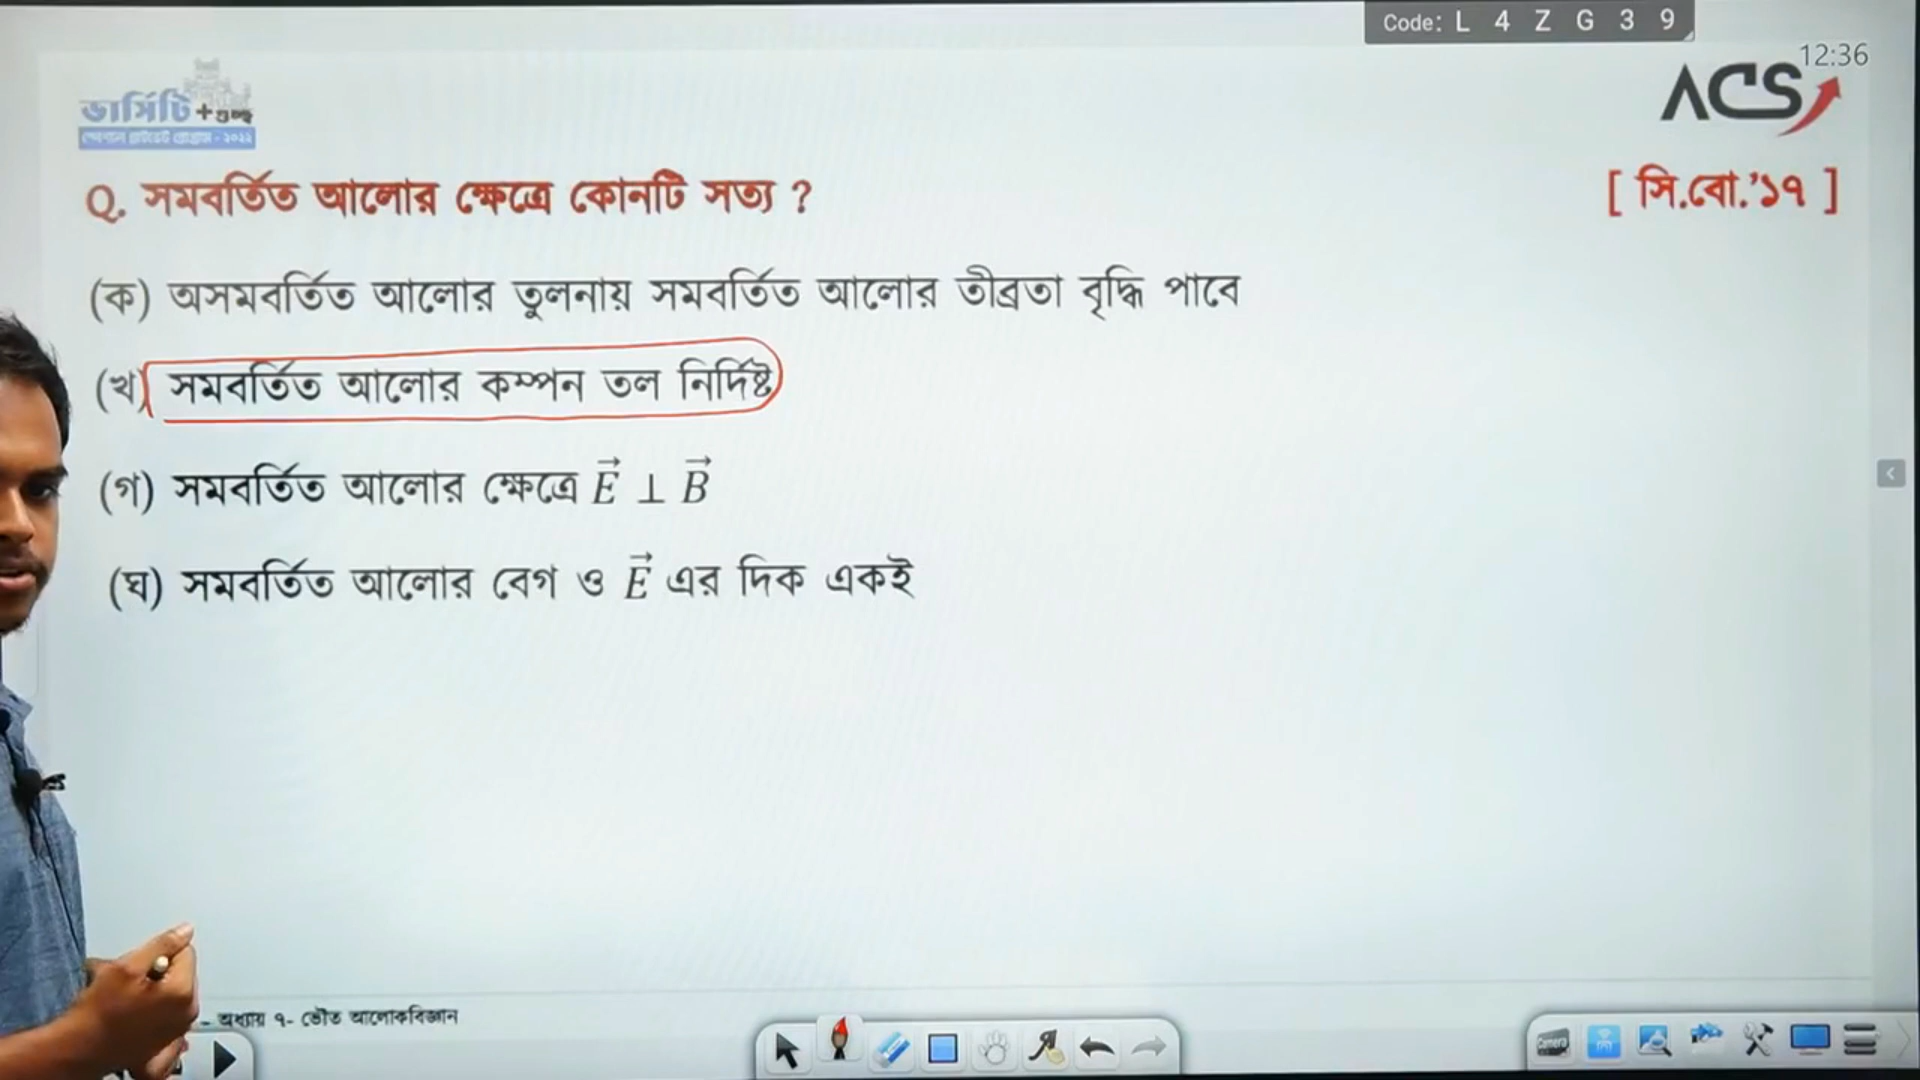 Code: L 4 Z G 3 9
12:36
ভার্সিটি +গুচ্ছ
ACS
Q. সমবর্তিত আলোর ক্ষেত্রে কোনটি সত্য ?
[ সি.বো.'১৭ ]
(ক) অসমবর্তিত আলোর তুলনায় সমবর্তিত আলোর তীব্রতা বৃদ্ধি পাবে
(খ) সমবর্তিত আলোর কম্পন তল নির্দিষ্ট
(গ) সমবর্তিত আলোর ক্ষেত্রে E⃗ ⊥ B⃗
(ঘ) সমবর্তিত আলোর বেগ ও E⃗ এর দিক একই
- অধ্যায় ৭- ভৌত আলোকবিজ্ঞান